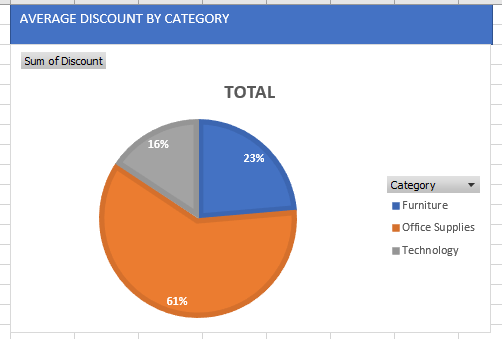 AVERAGE DISCOUNT BY CATEGORY
Sum of Discount
TOTAL
16%
23%
61%
Category
Furniture
Office Supplies
Technology